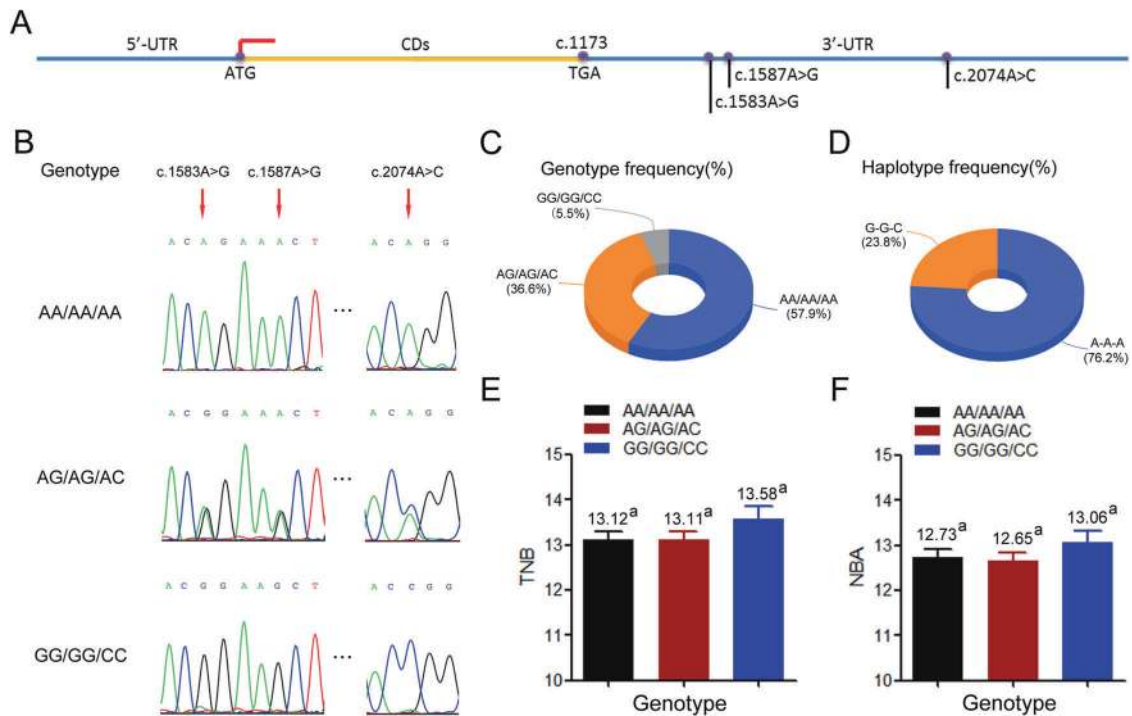 A
5′-UTR
CDs
c.1173
3′-UTR
ATG
TGA
c.1587A>G
c.2074A>C
c.1583A>G
B
Genotype
c.1583A>G
c.1587A>G
c.2074A>C
A C A G A A A C T
A C A G G
AA/AA/AA
...
A C G G A A A C T
A C A G G
AG/AG/AC
...
A C G G A A G C T
A C C G G
GG/GG/CC
...
C
Genotype frequency(%)
GG/GG/CC
(5.5%)
AG/AG/AC
(36.6%)
AA/AA/AA
(57.9%)
D
Haplotype frequency(%)
G-G-C
(23.8%)
A-A-A
(76.2%)
E
AA/AA/AA
AG/AG/AC
GG/GG/CC
15
14
13
12
11
10
TNB
13.12a
13.11a
13.58a
Genotype
F
AA/AA/AA
AG/AG/AC
GG/GG/CC
15
14
13
12
11
10
NBA
12.73a
12.65a
13.06a
Genotype